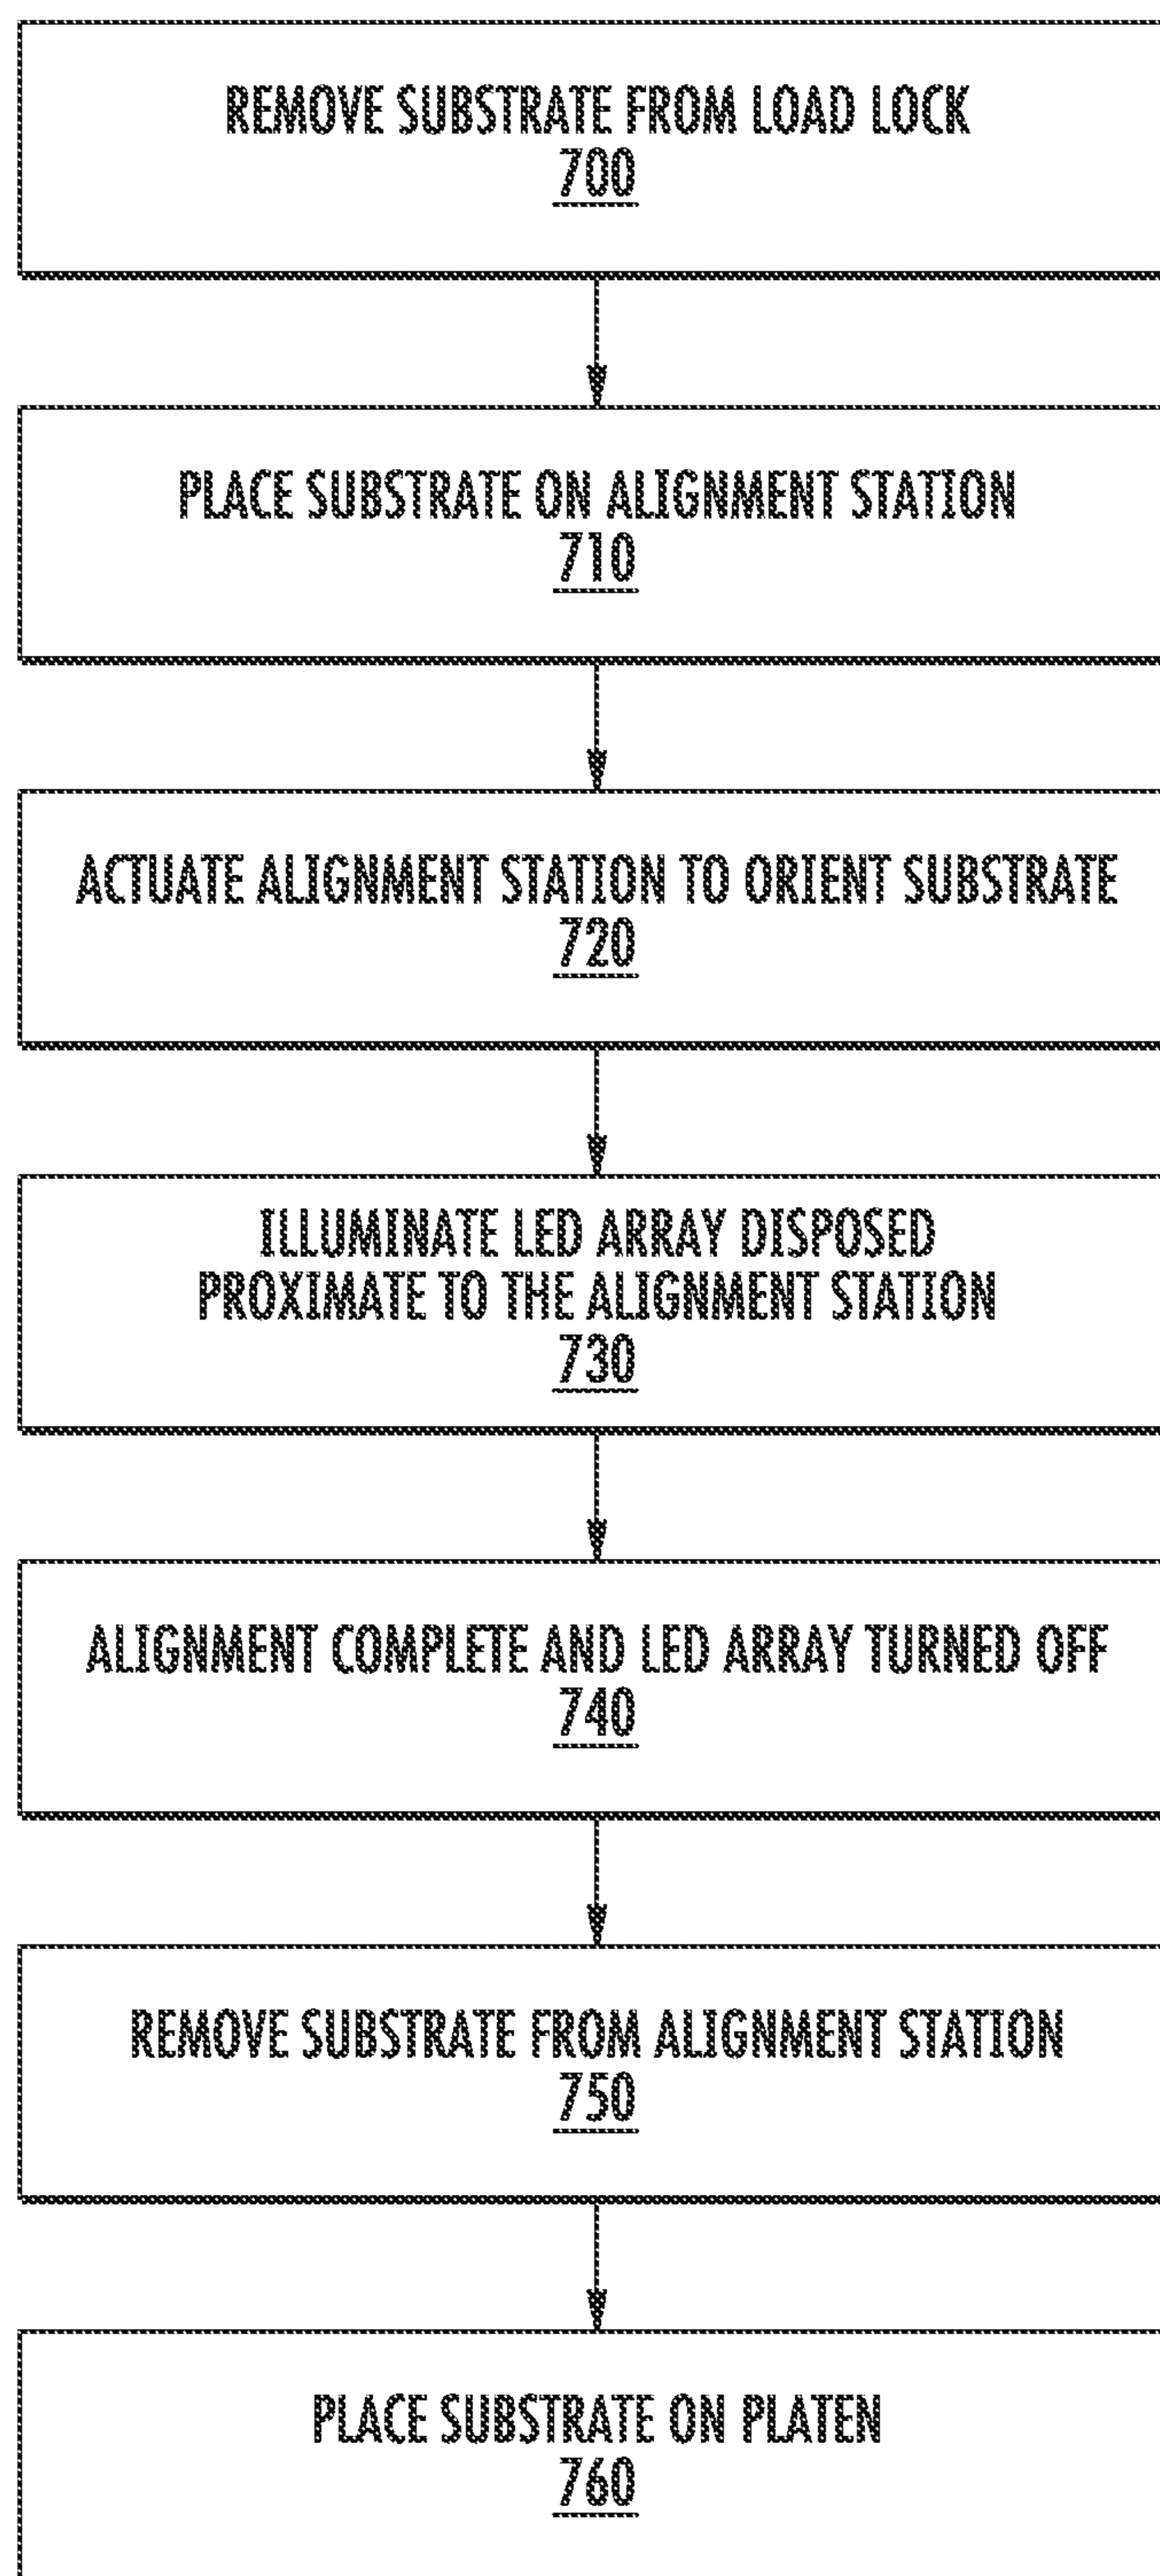 REMOVE SUBSTRATE FROM LOAD LOCK
700
PLACE SUBSTRATE ON ALIGNMENT STATION
710
ACTUATE ALIGNMENT STATION TO ORIENT SUBSTRATE
720
ILLUMINATE LED ARRAY DISPOSED
PROXIMATE TO THE ALIGNMENT STATION
730
ALIGNMENT COMPLETE AND LED ARRAY TURNED OFF
740
REMOVE SUBSTRATE FROM ALIGNMENT STATION
750
PLACE SUBSTRATE ON PLATEN
760